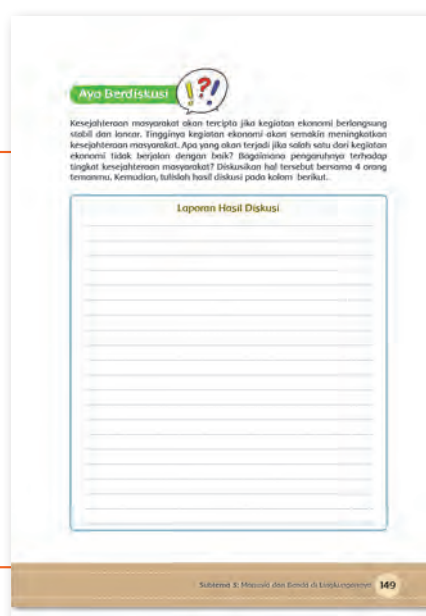 Ayo Berdiskusi
!?!
Kesejahteraan masyarakat akan tercipta jika kegiatan ekonomi berlangsung
stabil dan lancar. Tingginya kegiatan ekonomi akan semakin meningkatkan
kesejahteraan masyarakat. Apa yang akan terjadi jika salah satu dari kegiatan
ekonomi tidak berjalan dengan baik? Bagaimana pengaruhnya terhadap
tingkat kesejahteraan masyarakat? Diskusikan hal tersebut bersama 4 orang
temanmu. Kemudian, tulislah hasil diskusi pada kolom berikut.
Laporan Hasil Diskusi
Subtema 3: Manusia dan Benda di Lingkungannya 149